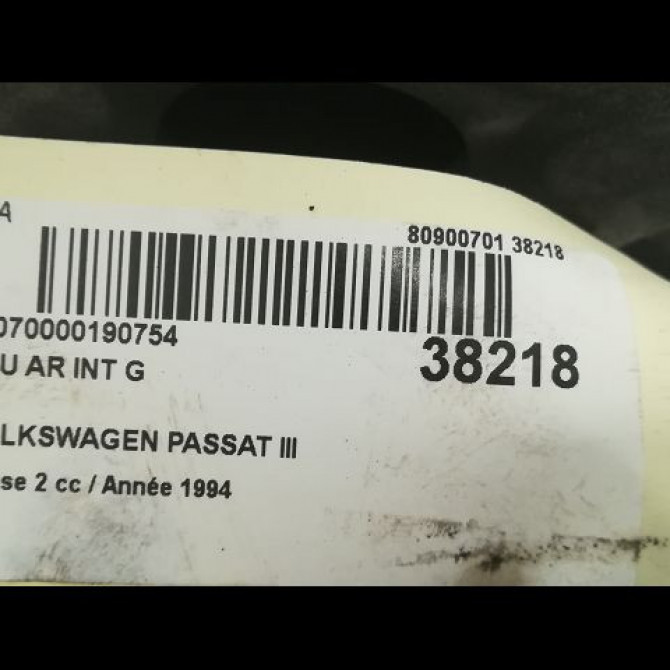 A
80900701 38218
070000190754
38218
U AR INT G
LKSWAGEN PASSAT III
se 2 cc / Année 1994